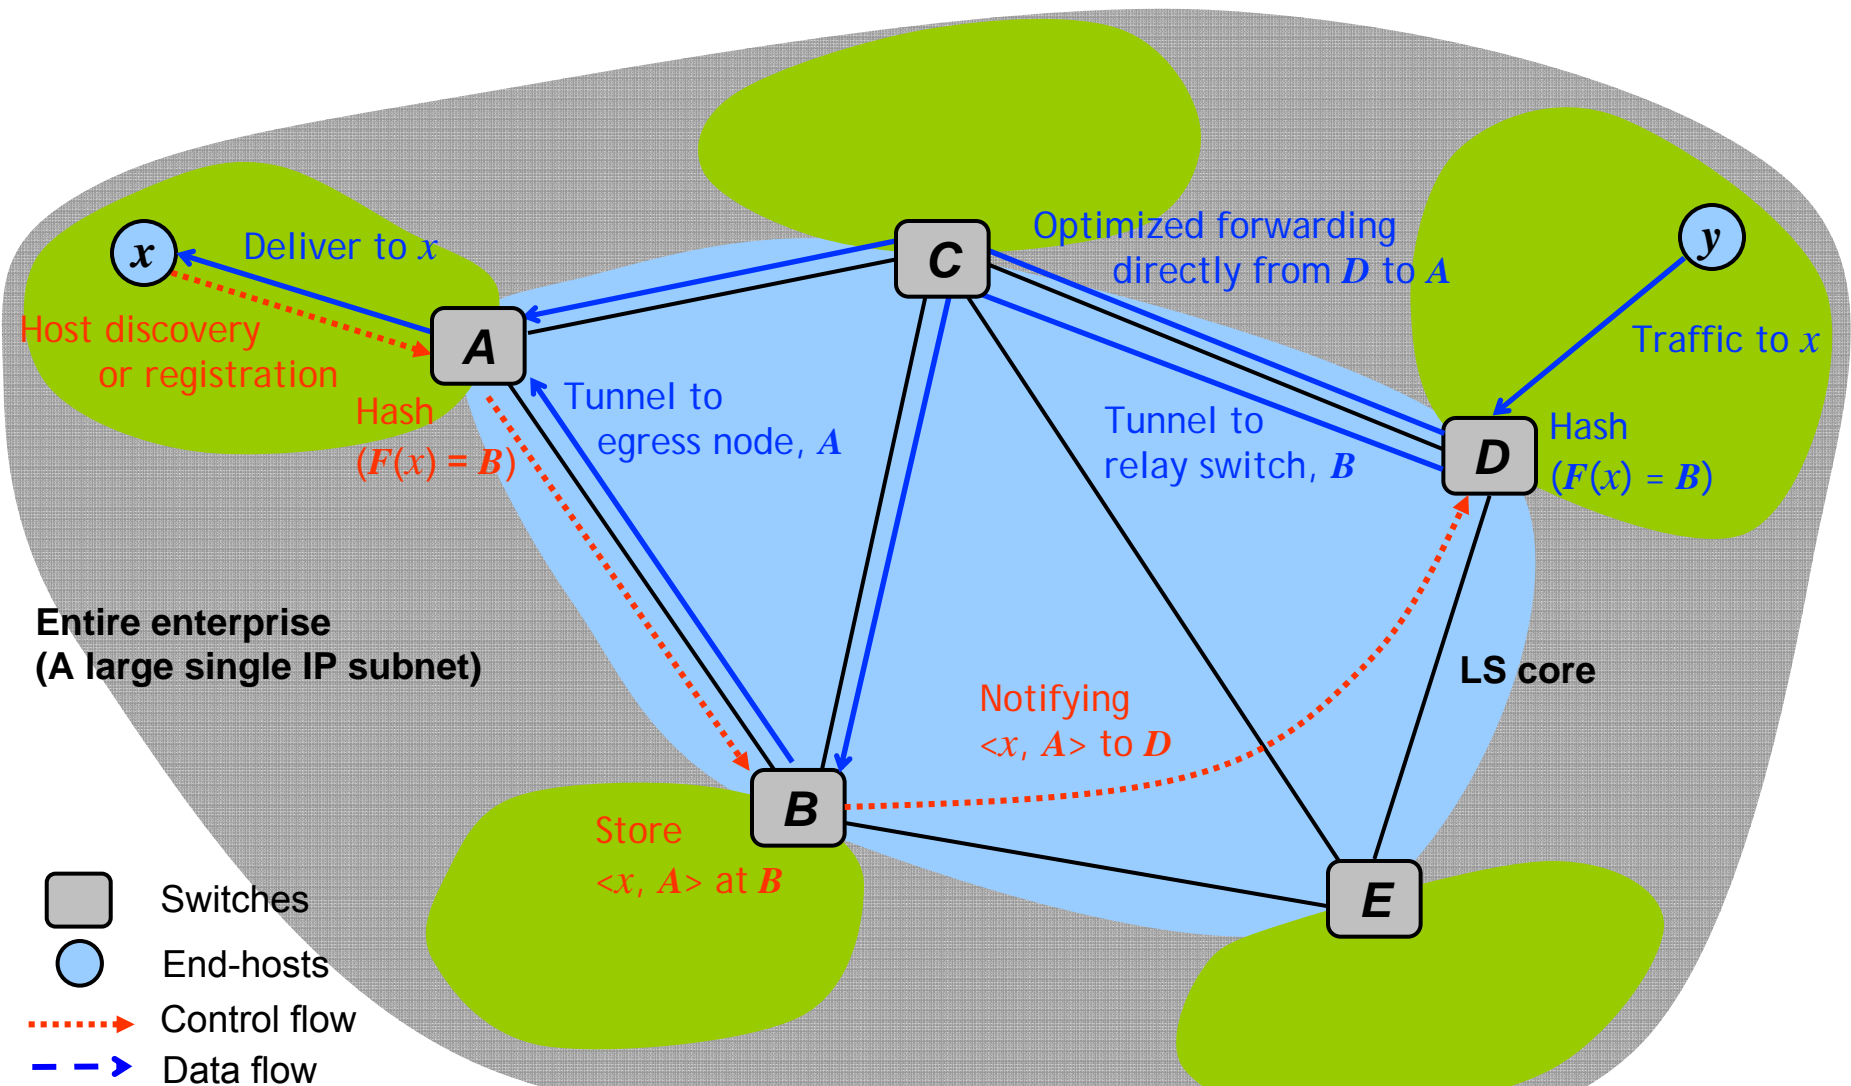 C
Optimized forwarding
directly from D to A
x
Deliver to x
y
Host discovery
or registration
A
Traffic to x
Hash
(F(x) = B)
Tunnel to
egress node, A
Tunnel to
relay switch, B
D
Hash
(F(x) = B)
Entire enterprise
(A large single IP subnet)
LS core
Notifying
<x, A> to D
B
Store
<x, A> at B
E
Switches
End-hosts
Control flow
Data flow